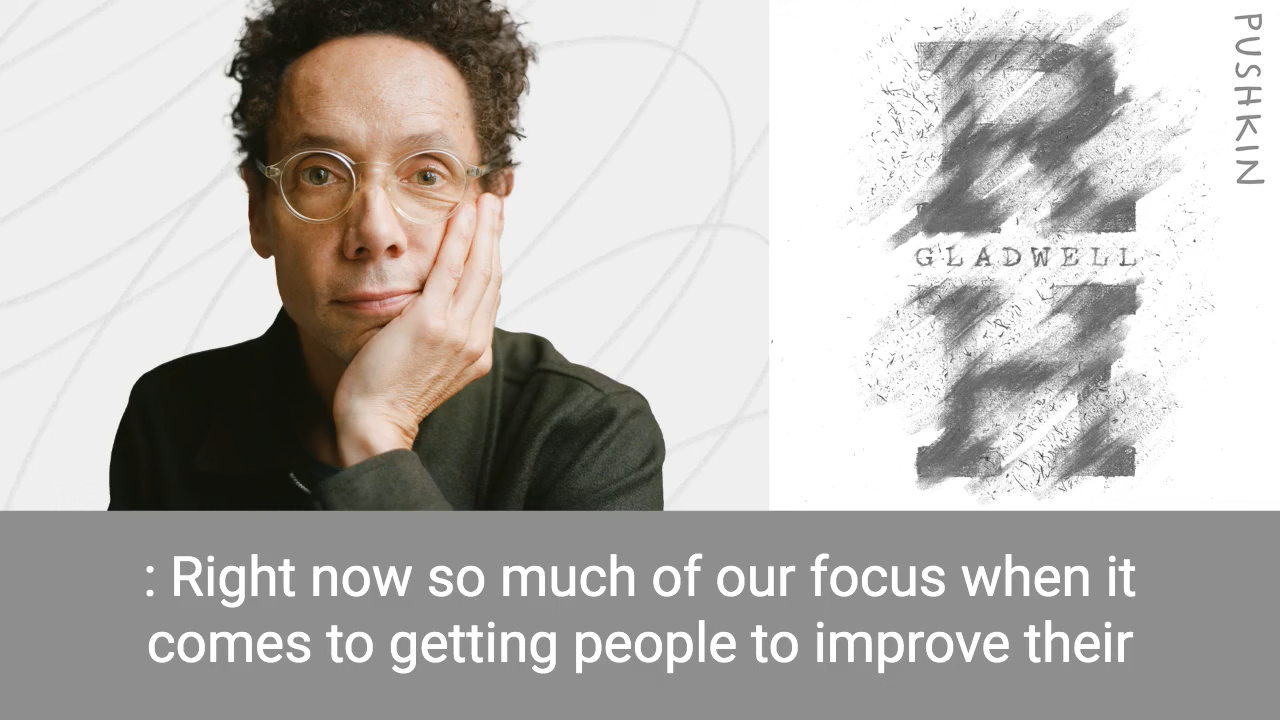 PUSHKIN
R
GLADWELL
H
: Right now so much of our focus when it
comes to getting people to improve their